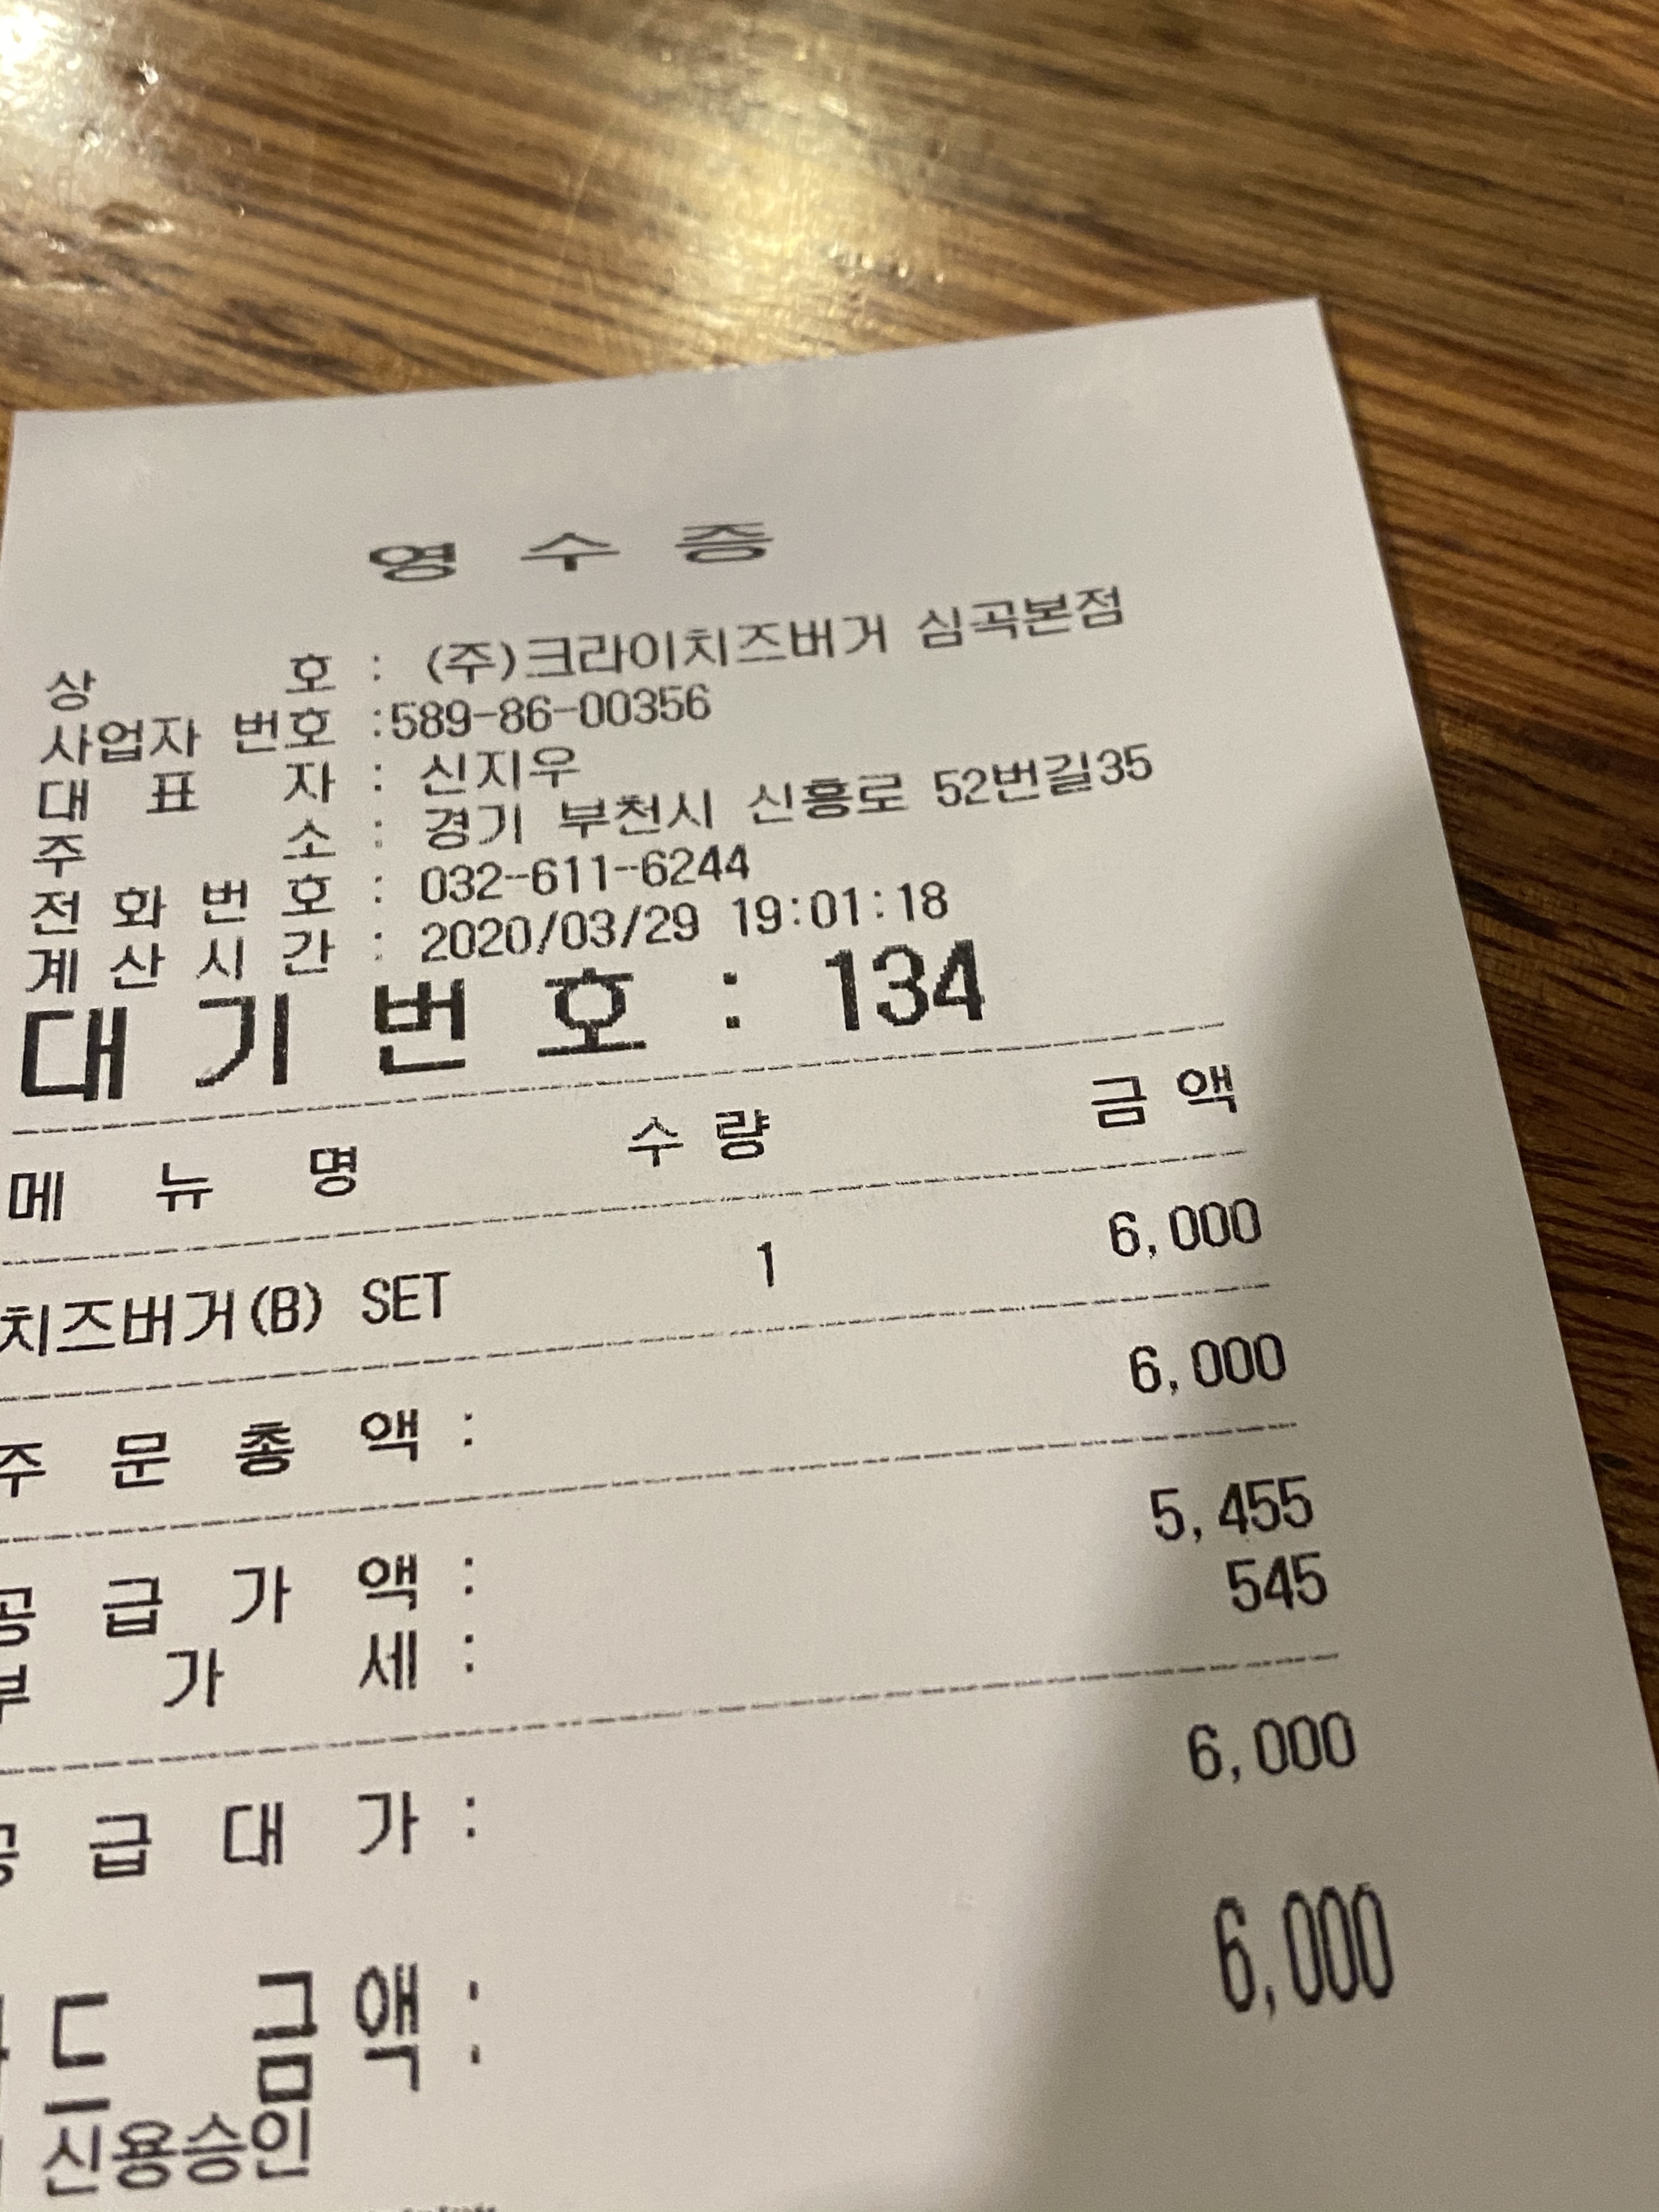 영 수 증
상 호 : (주)크라이치즈버거 심곡본점
사업자 번호 :589-86-00356
대 표 자 : 신지우
주 소 : 경기 부천시 신흥로 52번길35
전 화 번 호 : 032-611-6244
계 산 시 간 : 2020/03/29 19:01:18
대 기 번 호 : 134
메 뉴 명 수 량 금 액
치즈버거(B) SET 1 6,000
주 문 총 액 : 6,000
공 급 가 액 : 5,455
부 가 세 : 545
공 급 대 가 : 6,000
드 금 액 : 6,000
신용승인